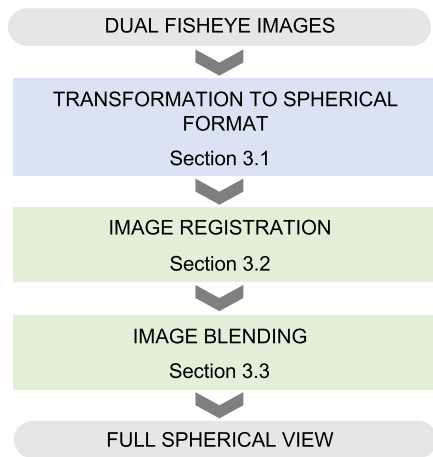 DUAL FISHEYE IMAGES
TRANSFORMATION TO SPHERICAL
FORMAT
Section 3.1
IMAGE REGISTRATION
Section 3.2
IMAGE BLENDING
Section 3.3
FULL SPHERICAL VIEW